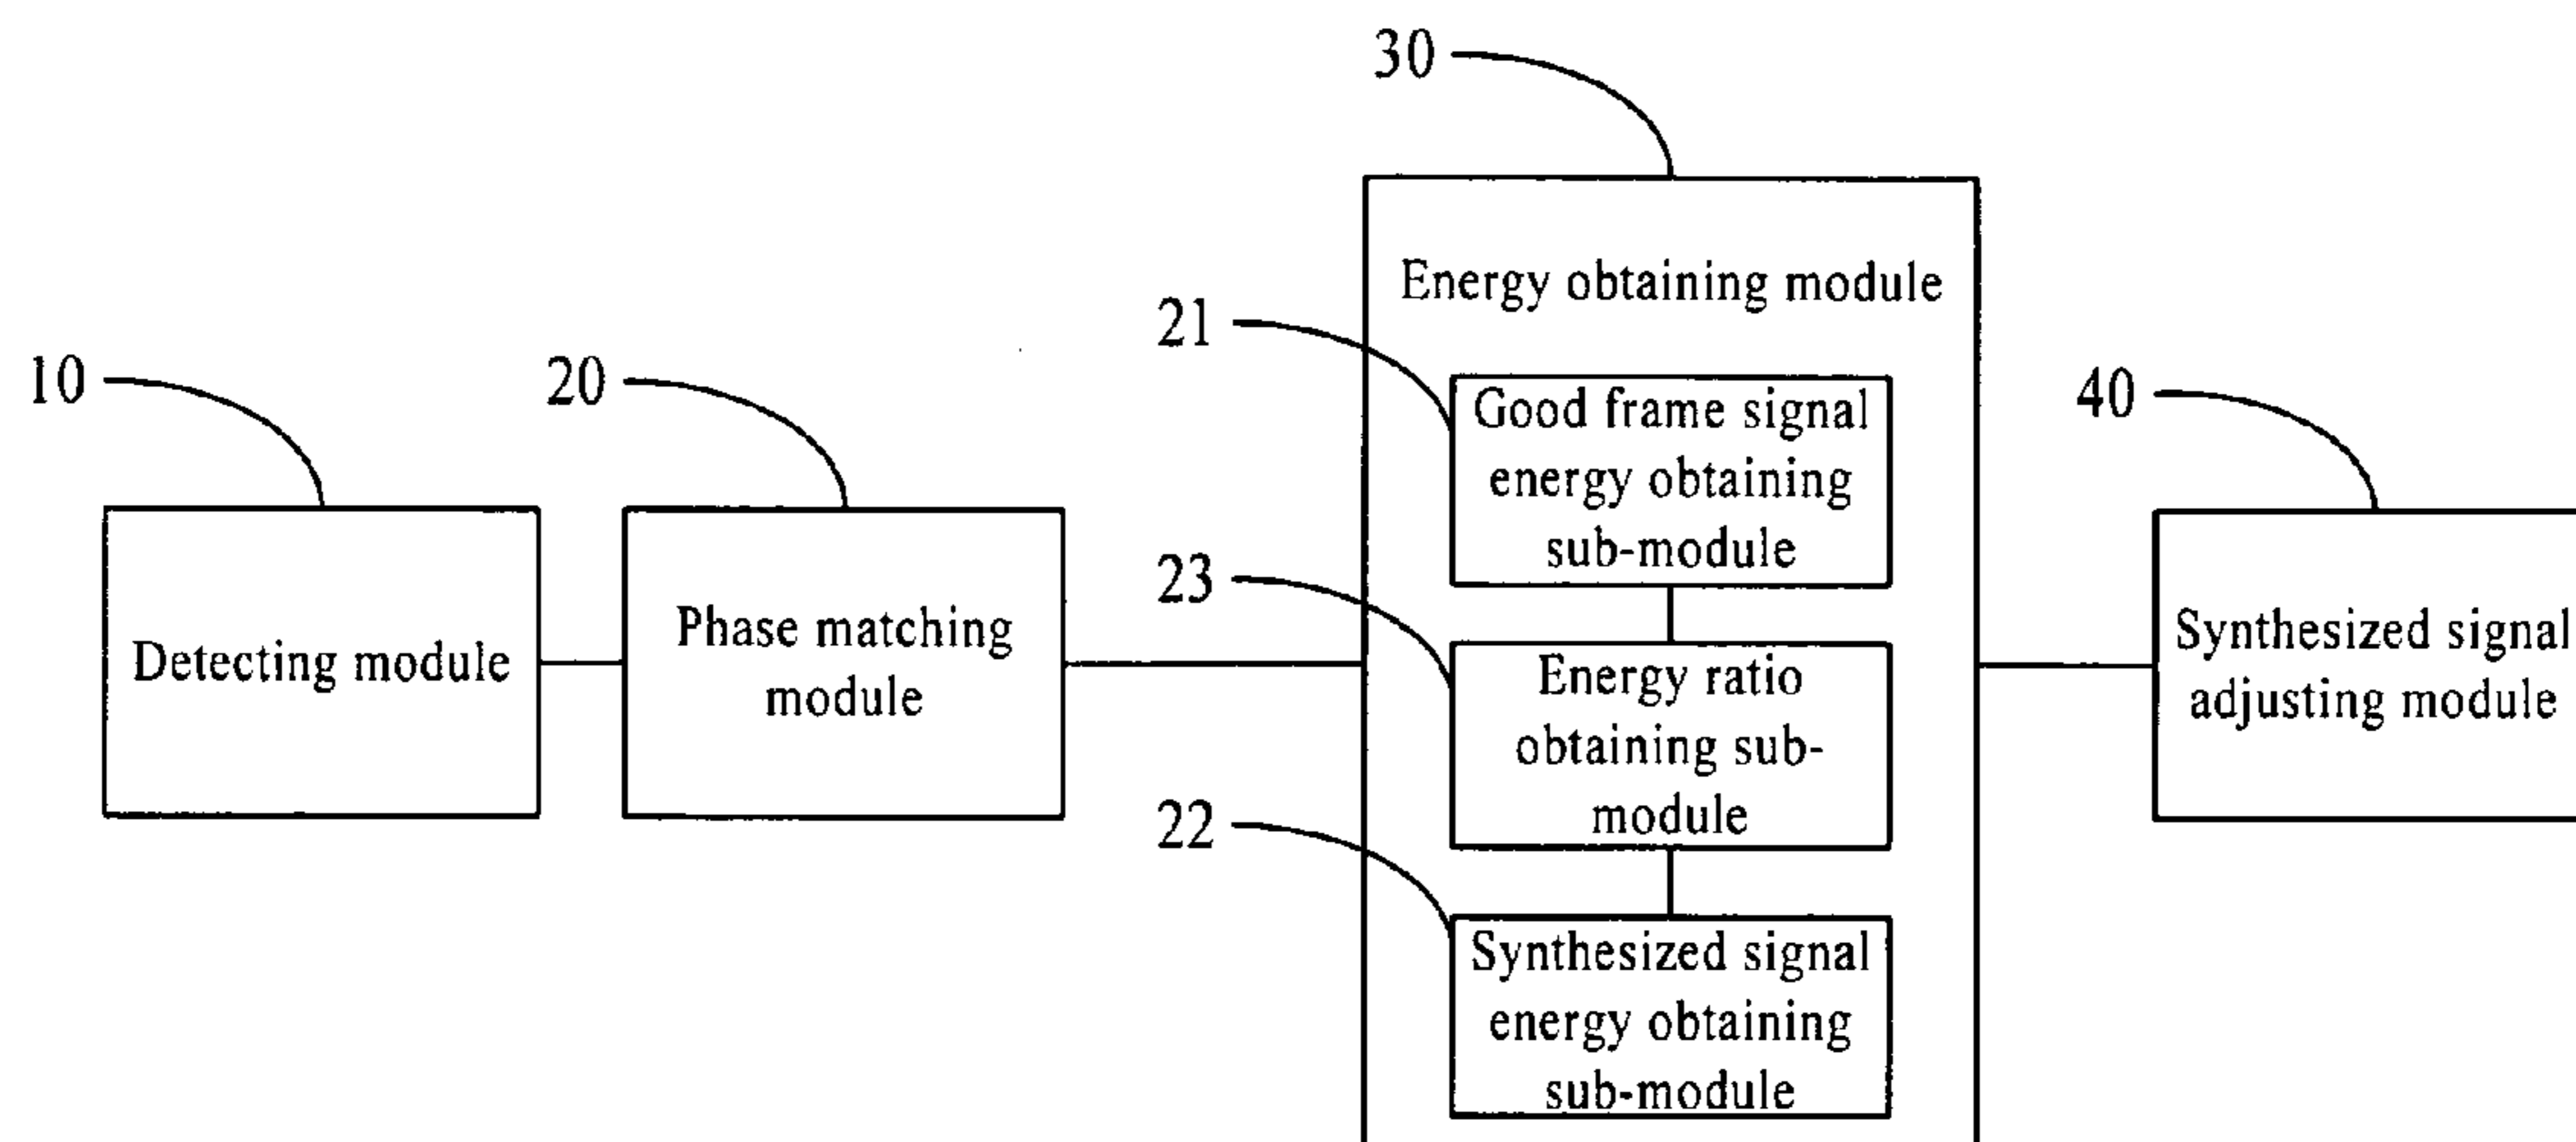 30
Energy obtaining module
21
10
20
Good frame signal
energy obtaining
sub-module
40
23
Detecting module
Phase matching
module
Energy ratio
obtaining sub-
module
Synthesized signal
adjusting module
22
Synthesized signal
energy obtaining
sub-module